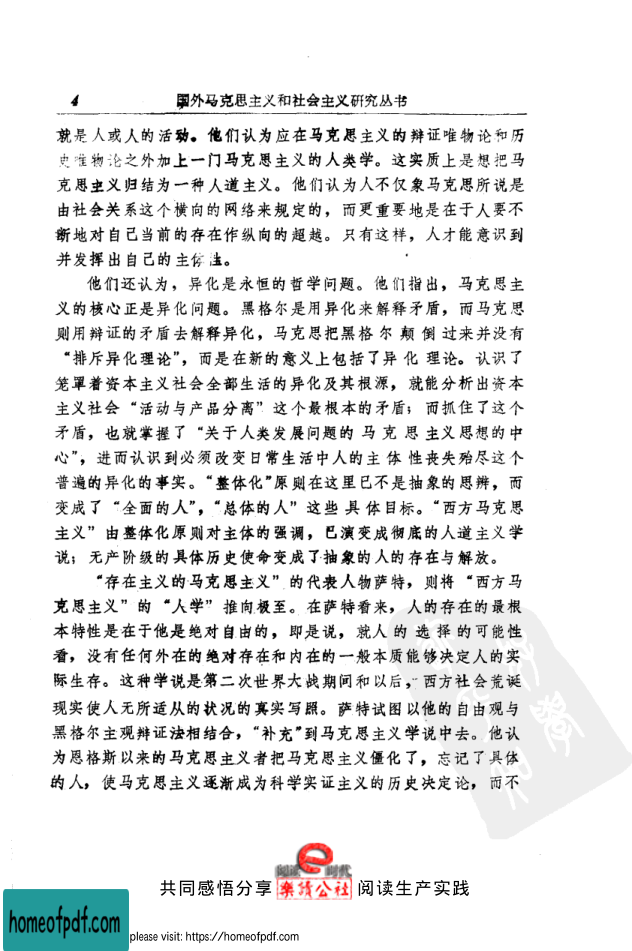 4 国外马克思主义和社会主义研究丛书
就是人或人的活动。他们认为应在马克思主义的辩证唯物论和历
史唯物论之外加上一门马克思主义的人类学。这实质上是想把马
克思主义归结为一种人道主义。他们认为人不仅象马克思所说是
由社会关系这个横向的网络来规定的，而更重要地是在于人要不
断地对自己当前的存在作纵向的超越。只有这样，人才能意识到
并发挥出自己的主体性。
他们还认为，异化是永恒的哲学问题。他们指出，马克思主
义的核心正是异化问题。黑格尔是用异化来解释矛盾，而马克思
则用辩证的矛盾去解释异化，马克思把黑格尔颠倒过来并没有
“排斥异化理论”，而是在新的意义上包括了异化理论。认识了
笼罩着资本主义社会全部生活的异化及其根源，就能分析出资本
主义社会“活动与产品分离”这个最根本的矛盾；而抓住了这个
矛盾，也就掌握了“关于人类发展问题的马克思主义思想的中
心”，进而认识到必须改变日常生活中人的主体性丧失殆尽这个
普遍的异化的事实。“整体化”原则在这里已不是抽象的思辨，而
变成了“全面的人”，“总体的人”这些具体目标。“西方马克思
主义”由整体化原则对主体的强调，已演变成彻底的人道主义学
说；无产阶级的具体历史使命变成了抽象的人的存在与解放。
“存在主义的马克思主义”的代表人物萨特，则将“西方马
克思主义”的“人学”推向极至。在萨特看来，人的存在的最根
本特性是在于他是绝对自由的，即是说，就人的选择的可能性
看，没有任何外在的绝对存在和内在的一般本质能够决定人的实
际生存。这种学说是第二次世界大战期间和以后，西方社会荒诞
现实使人无所适从的状况的真实写照。萨特试图以他的自由观与
黑格尔主观辩证法相结合，“补充”到马克思主义学说中去。他认
为恩格斯以来的马克思主义者把马克思主义僵化了，忘记了具体
的人，使马克思主义逐渐成为科学实证主义的历史决定论，而不
阅读 e 时代
共同感悟分享 乐读公社 阅读生产实践
homeofpdf.com
please visit: https://homeofpdf.com